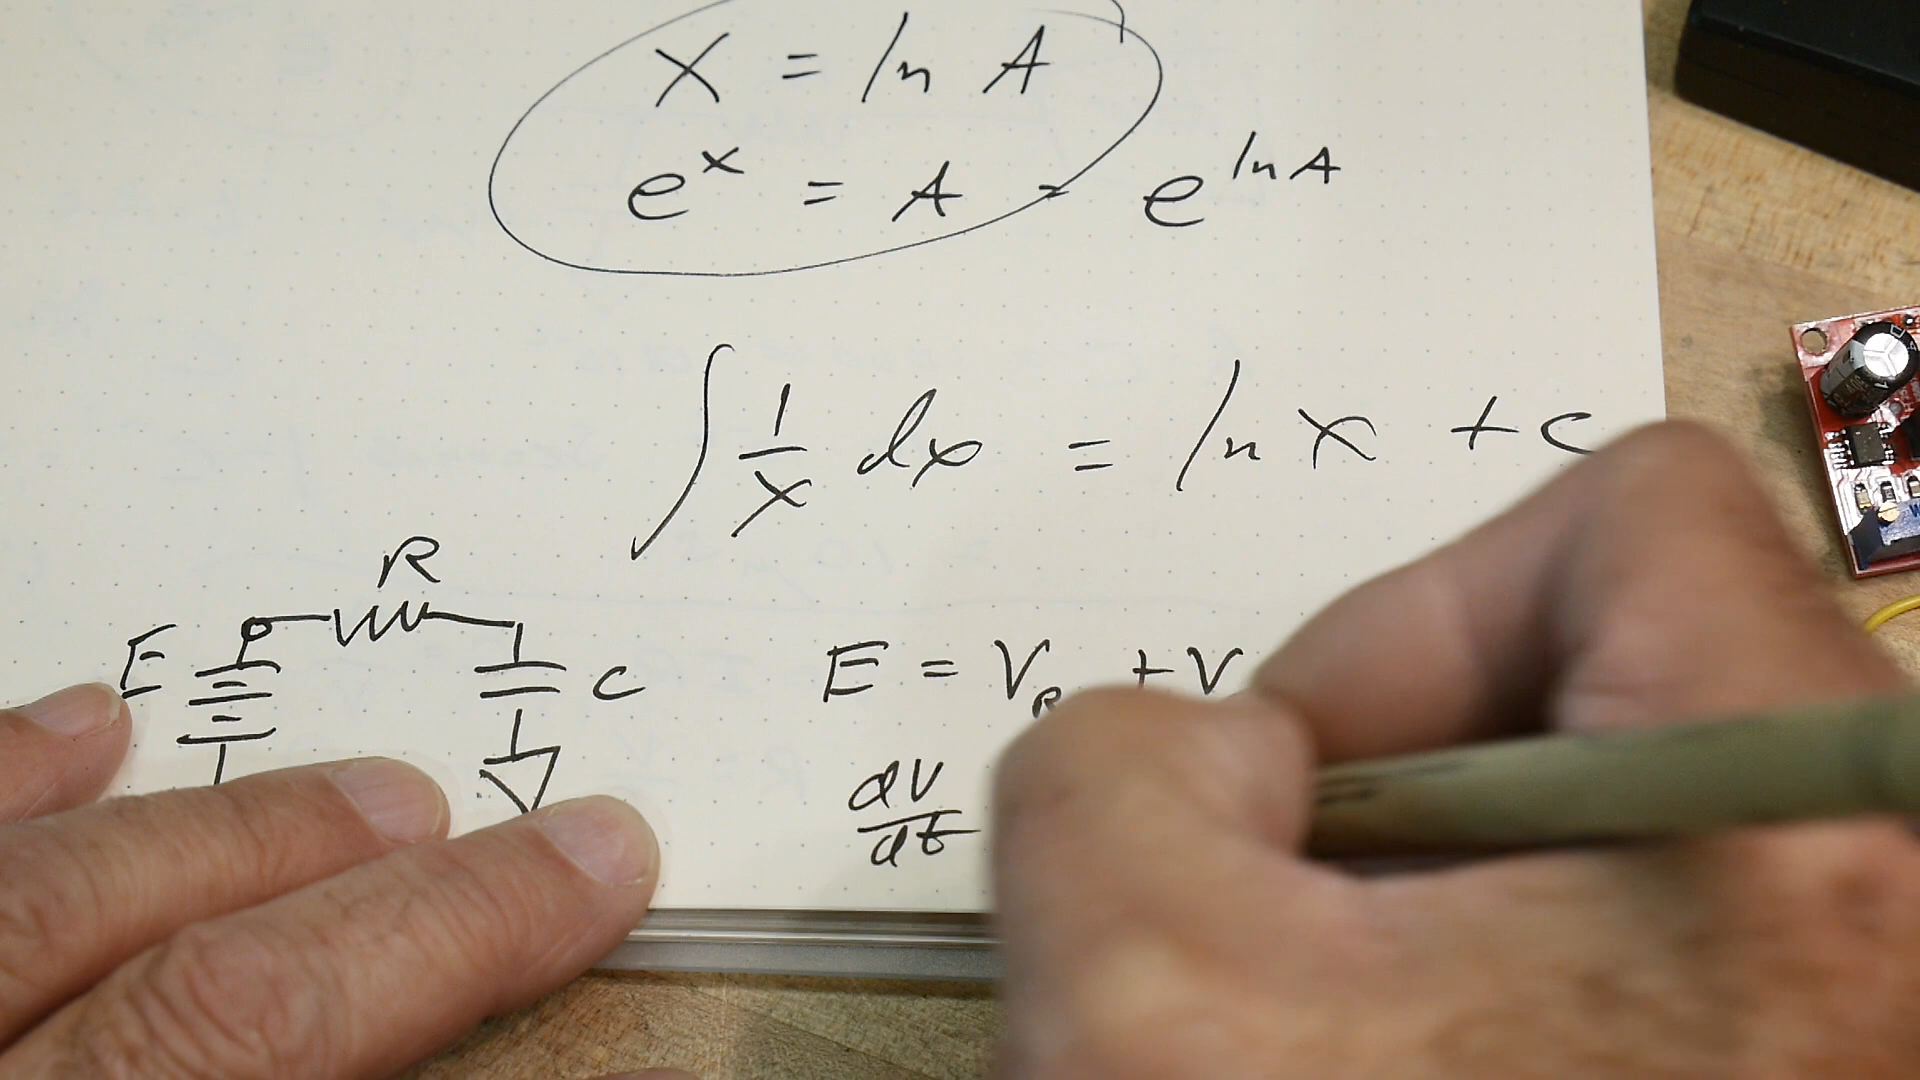 X = ln A
e^x = A = e^ln A
∫ 1/x dx = ln x + c
R
E
C
E = V_R + V
dV/dt